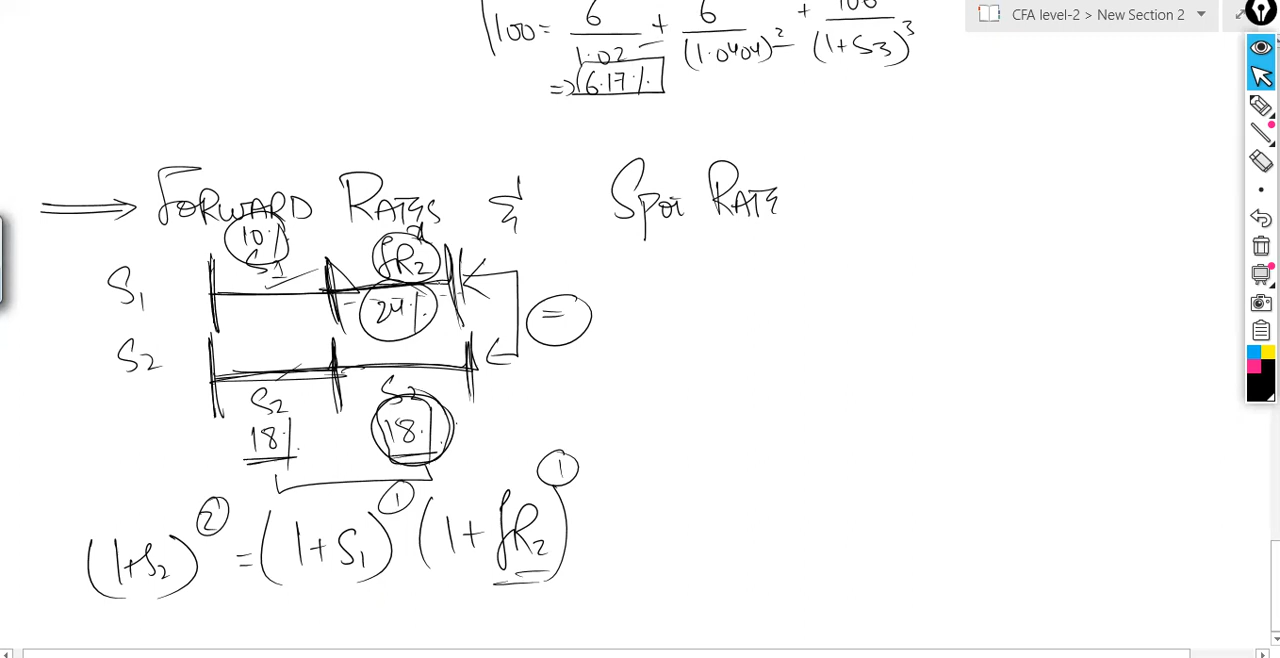 CFA level-2 > New Section 2
100 = 6/1.02 + 6/(1.0404)² + 106/(1+S3)³
=> 6.17%
=> FORWARD RATES & SPOT RATE
10% fR2
S1 S1
24% =
S2
S2 S2
18% 18%
(1+S2)² = (1+S1)¹ (1+fR2)¹